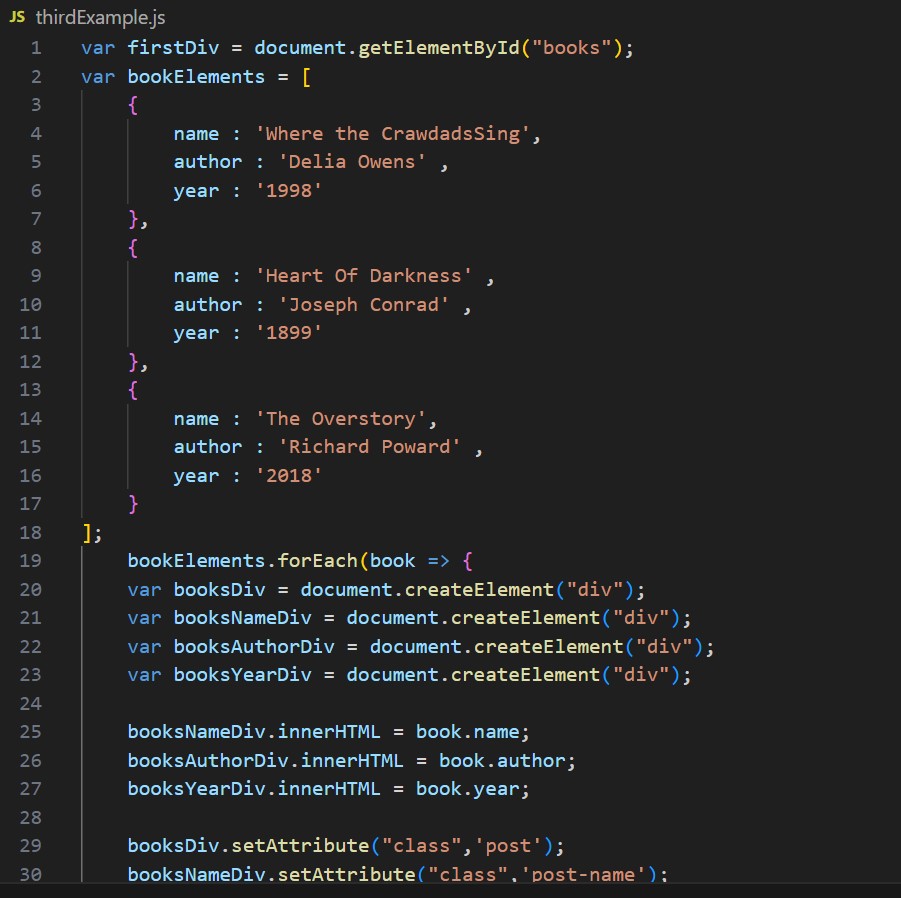 JS thirdExample.js
1 var firstDiv = document.getElementById("books");
2 var bookElements = [
3 {
4 name : 'Where the CrawdadsSing',
5 author : 'Delia Owens' ,
6 year : '1998'
7 },
8 {
9 name : 'Heart Of Darkness' ,
10 author : 'Joseph Conrad' ,
11 year : '1899'
12 },
13 {
14 name : 'The Overstory',
15 author : 'Richard Poward' ,
16 year : '2018'
17 }
18 ];
19 bookElements.forEach(book => {
20 var booksDiv = document.createElement("div");
21 var booksNameDiv = document.createElement("div");
22 var booksAuthorDiv = document.createElement("div");
23 var booksYearDiv = document.createElement("div");
24
25 booksNameDiv.innerHTML = book.name;
26 booksAuthorDiv.innerHTML = book.author;
27 booksYearDiv.innerHTML = book.year;
28
29 booksDiv.setAttribute("class",'post');
30 booksNameDiv.setAttribute("class",'post-name');